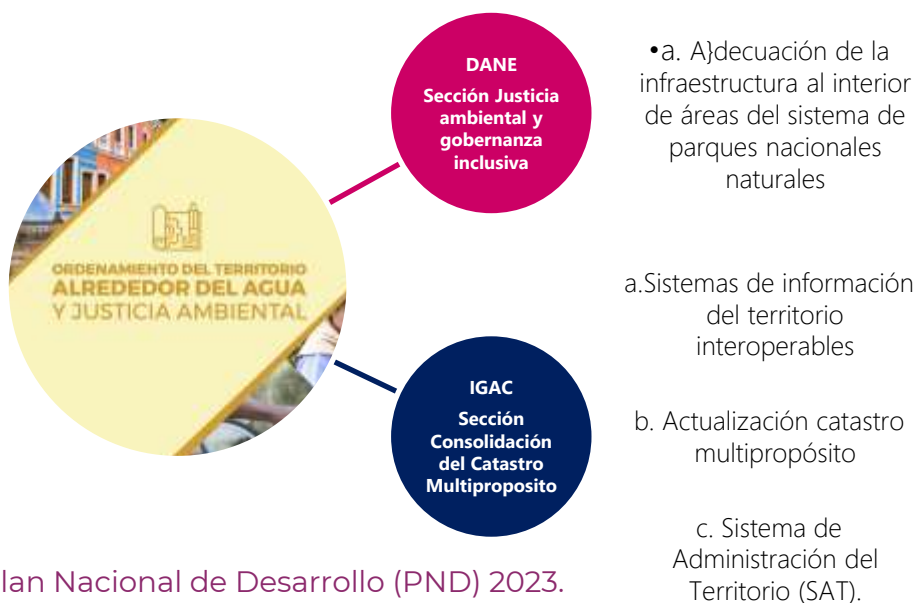 DANE
Sección Justicia
ambiental y
gobernanza
inclusiva
•a. A}decuación de la
infraestructura al interior
de áreas del sistema de
parques nacionales
naturales
ORDENAMIENTO DEL TERRITORIO
ALREDEDOR DEL AGUA
Y JUSTICIA AMBIENTAL
IGAC
Sección
Consolidación
del Catastro
Multiproposito
a.Sistemas de información
del territorio
interoperables
b. Actualización catastro
multipropósito
c. Sistema de
Administración del
Territorio (SAT).
lan Nacional de Desarrollo (PND) 2023.